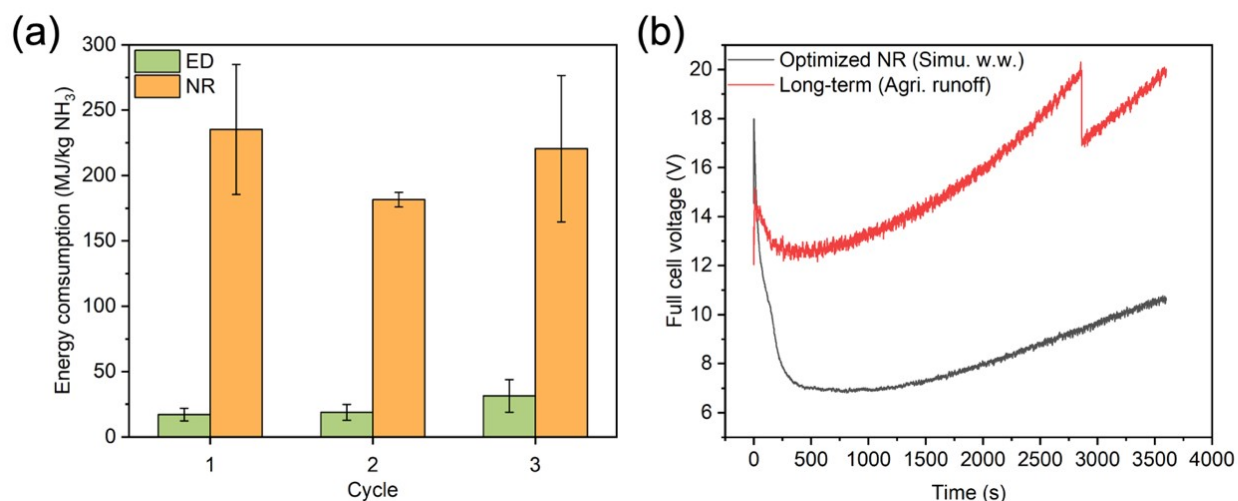 (a)
300
250
200
150
100
50
0
Energy comsumption (MJ/kg NH₃)
ED
NR
1
2
3
Cycle
(b)
20
18
16
14
12
10
8
6
Full cell voltage (V)
Optimized NR (Simu. w.w.)
Long-term (Agri. runoff)
0
500
1000
1500
2000
2500
3000
3500
4000
Time (s)